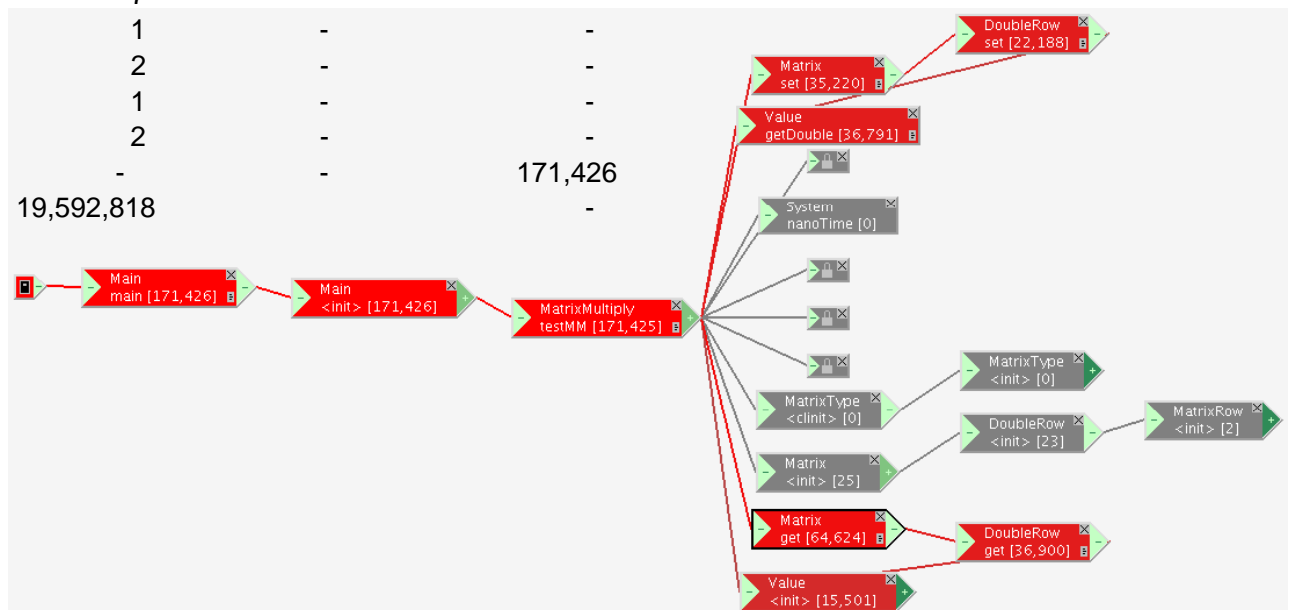 1 - -
2 - -
1 - -
2 - -
- - 171,426
19,592,818 -
DoubleRow
set [22,188]
Matrix
set [35,220]
Value
getDouble [36,791]
System
nanoTime [0]
Main
main [171,426]
Main
<init> [171,426]
MatrixMultiply
testMM [171,425]
MatrixType
<init> [0]
MatrixType
<clinit> [0]
DoubleRow
<init> [23]
MatrixRow
<init> [2]
Matrix
<init> [25]
Matrix
get [64,624]
DoubleRow
get [36,900]
Value
<init> [15,501]